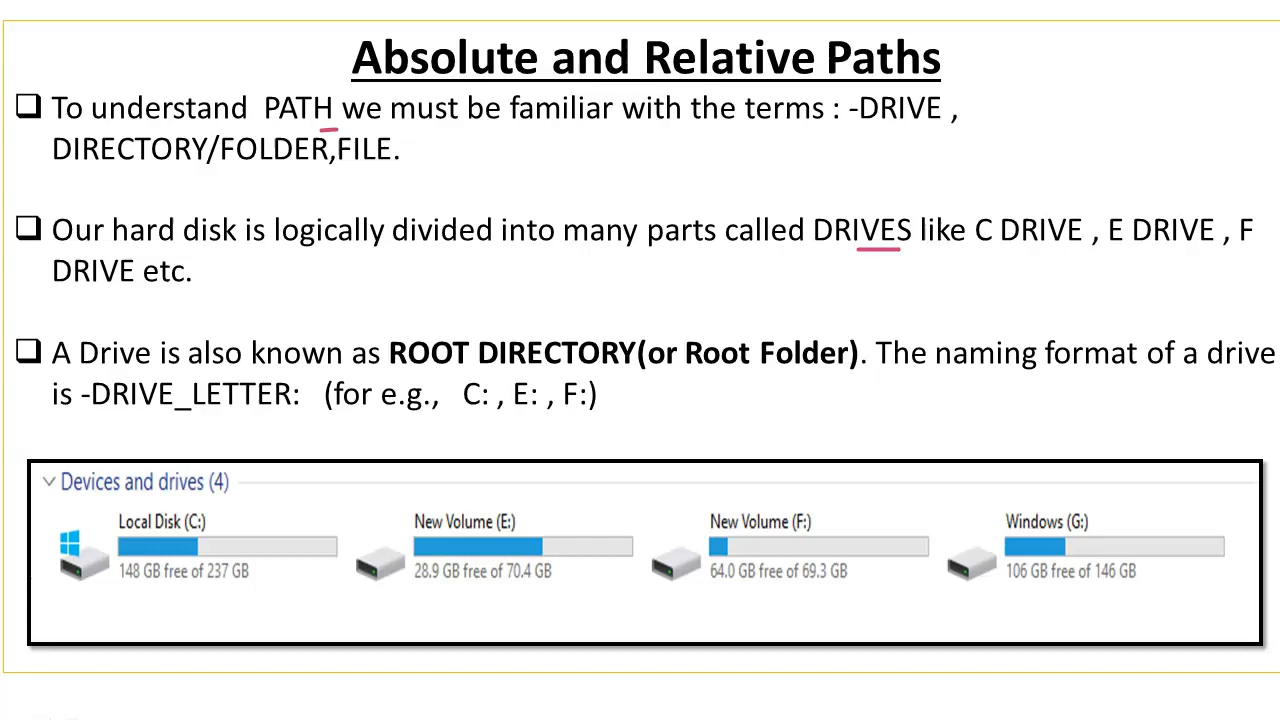 Absolute and Relative Paths
❑ To understand  PATH we must be familiar with the terms : -DRIVE ,
DIRECTORY/FOLDER,FILE.
❑ Our hard disk is logically divided into many parts called DRIVES like C DRIVE , E DRIVE , F
DRIVE etc.
❑ A Drive is also known as ROOT DIRECTORY(or Root Folder). The naming format of a drive
is -DRIVE_LETTER:   (for e.g.,   C: , E: , F:)
Devices and drives (4)
Local Disk (C:) New Volume (E:) New Volume (F:) Windows (G:)
148 GB free of 237 GB 28.9 GB free of 70.4 GB 64.0 GB free of 69.3 GB 106 GB free of 146 GB